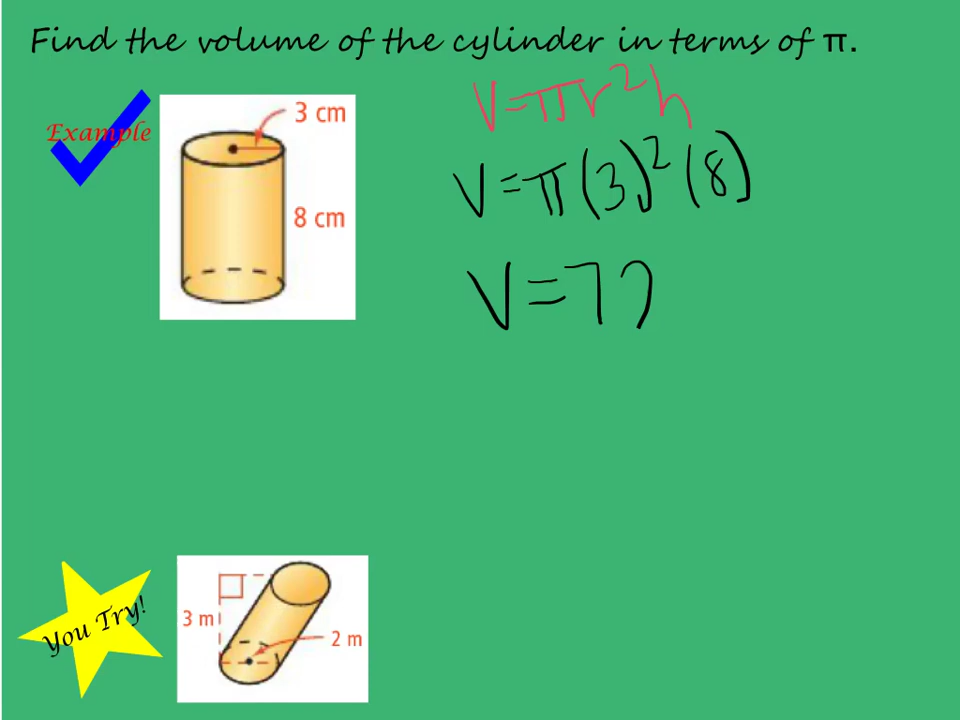 Find the volume of the cylinder in terms of π.
V=πr²h
Example
3 cm
V=π(3)²(8)
8 cm
V=72
You Try!
3 m
2 m